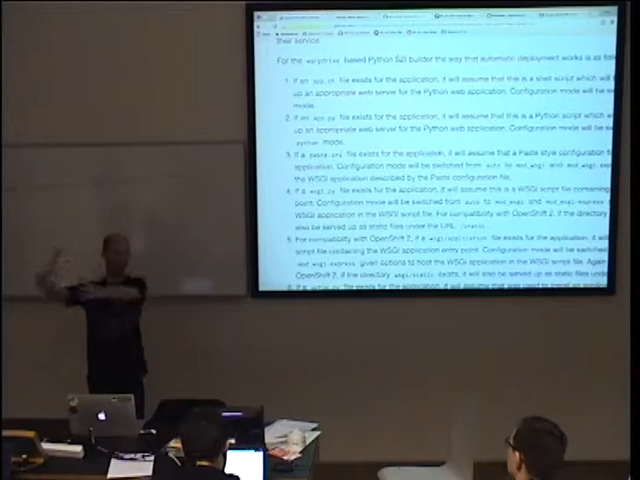 their service.
For the warpdrive based Python S2I builder the way that automatic deployment works is as follo
1. If an app.sh file exists for the application, it will assume that this is a shell script which will
up an appropriate web server for the Python web application. Configuration mode will be s
mode.
2. If an app.py file exists for the application, it will assume that this is a Python script which
up an appropriate web server for the Python web application. Configuration mode will be s
python mode.
3. If a paste.ini file exists for the application, it will assume that a Paste style configuration f
application. Configuration mode will be switched from auto to mod_wsgi and mod_wsgi-express
the WSGI application described by the Paste configuration file.
4. If a wsgi.py file exists for the application, it will assume this is a WSGI script file containing
point. Configuration mode will be switched from auto to mod_wsgi and mod_wsgi-express
WSGI application in the WSGI script file. For compatibility with OpenShift 2, if the directory
also be served up as static files under the URL /static.
5. For compatibility with OpenShift 2, if a wsgi/application file exists for the application, it will
script file containing the WSGI application entry point. Configuration mode will be switched
mod_wsgi-express given options to host the WSGI application in the WSGI script file. Again
OpenShift 2, if the directory wsgi/static exists, it will also be served up as static files under